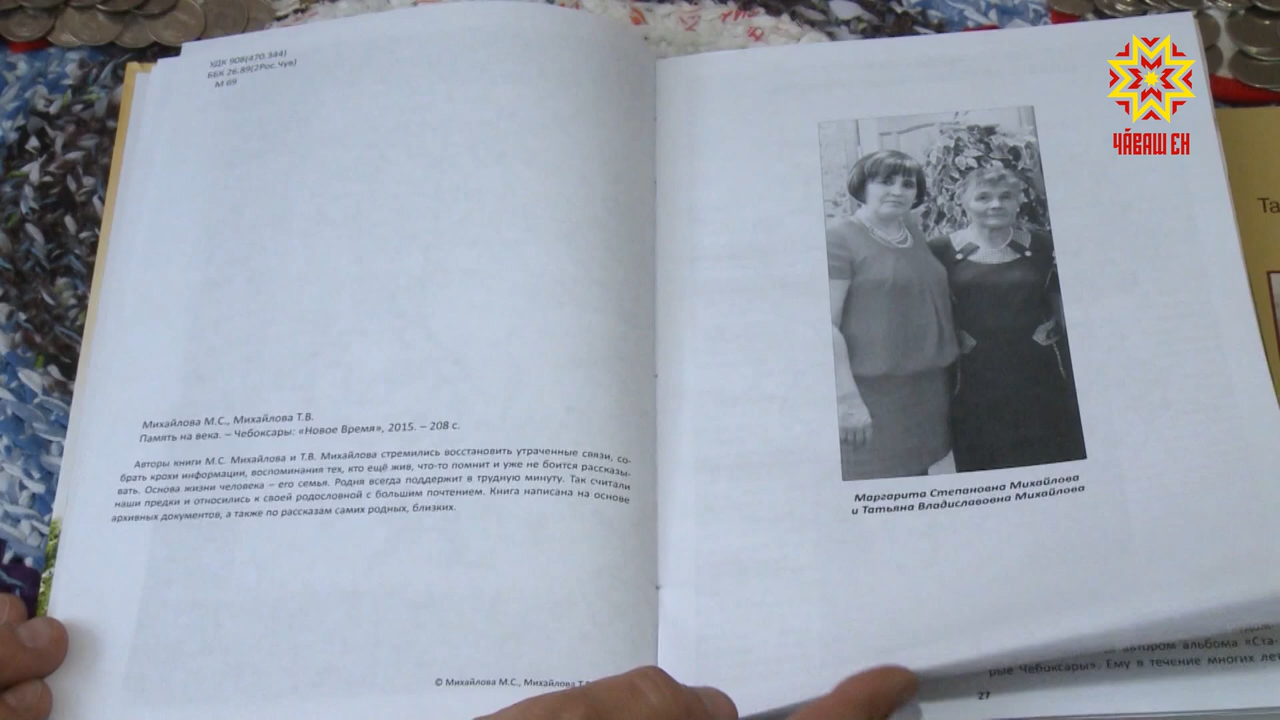 УДК 908(470.344)
ББК 26.89(2Рос.Чув)
М 69
Михайлова М.С., Михайлова Т.В.
Память на века. – Чебоксары: «Новое Время», 2015. – 208 с.
Авторы книги М.С. Михайлова и Т.В. Михайлова стремились восстановить утраченные связи, со-
брать крохи информации, воспоминания тех, кто ещё жив, что-то помнит и уже не боится рассказы-
вать. Основа жизни человека – его семья. Родня всегда поддержит в трудную минуту. Так считали
наши предки и относились к своей родословной с большим почтением. Книга написана на основе
архивных документов, а также по рассказам самих родных, близких.
© Михайлова М.С., Михайлова Т.
ЧӐВАШ ЕН
Маргарита Степановна Михайлова
и Татьяна Владиславовна Михайлова
автором альбома «Ста-
рые Чебоксары». Ему в течение многих лет
27
Та